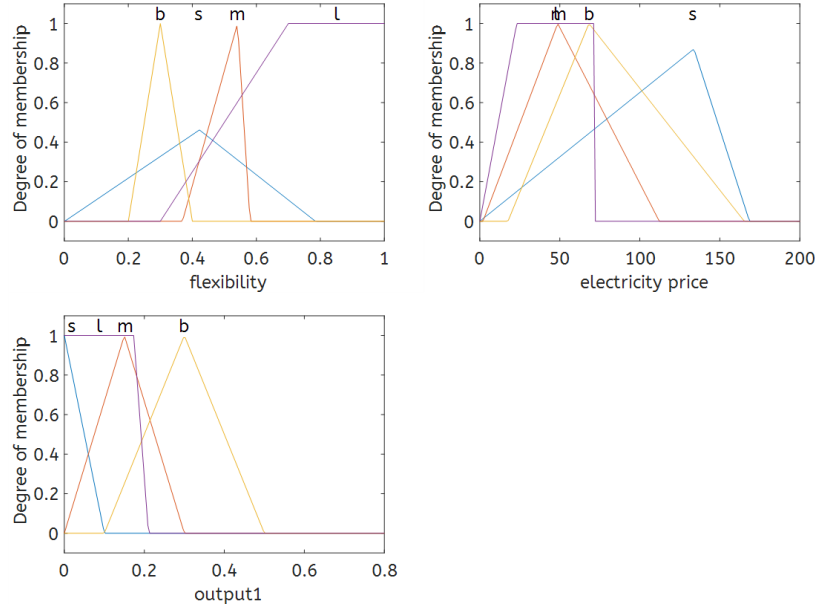 b s m l
1
0.8
0.6
0.4
0.2
0
Degree of membership
0 0.2 0.4 0.6 0.8 1
flexibility
l m b s
1
0.8
0.6
0.4
0.2
0
Degree of membership
0 50 100 150 200
electricity price
s l m b
1
0.8
0.6
0.4
0.2
0
Degree of membership
0 0.2 0.4 0.6 0.8
output1